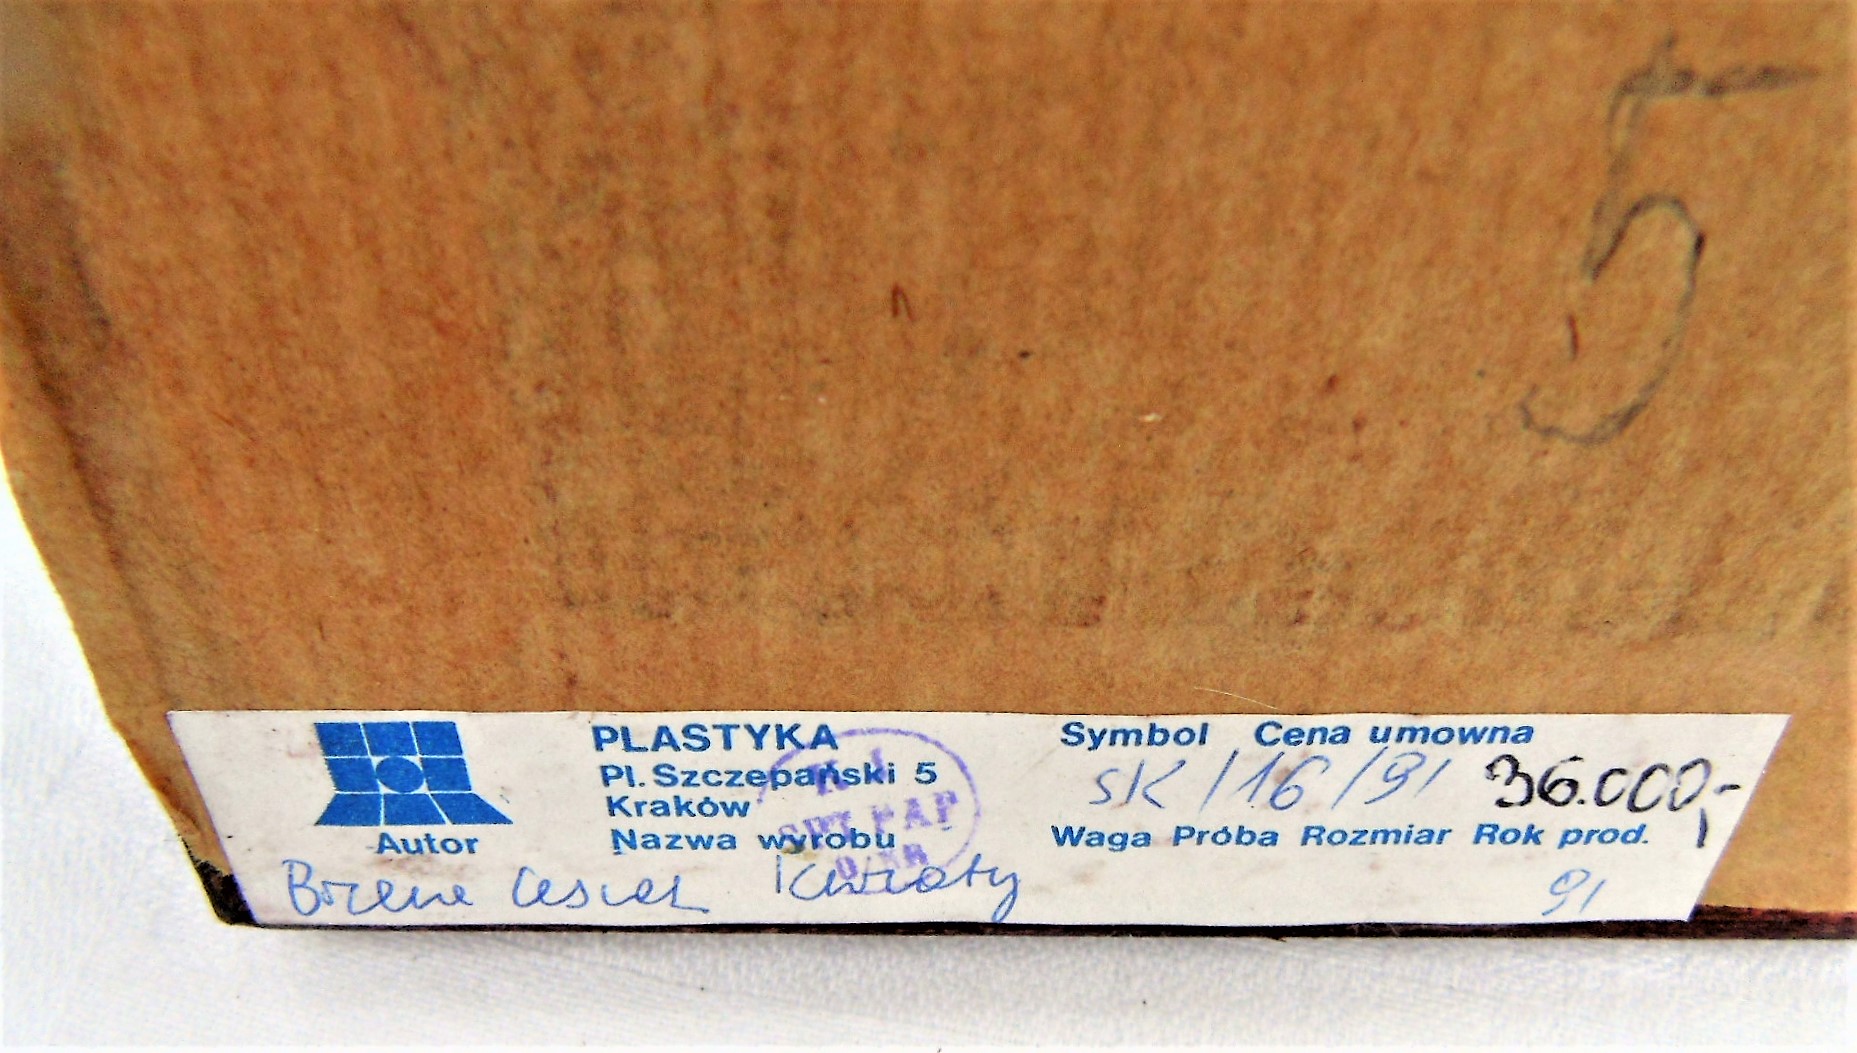 5
PLASTYKA
Pl. Szczepański 5
Kraków
Autor
Nazwa wyrobu
Kwiaty
Symbol Cena umowna
SK/16/91 36.000,-
Waga Próba Rozmiar Rok prod.
91